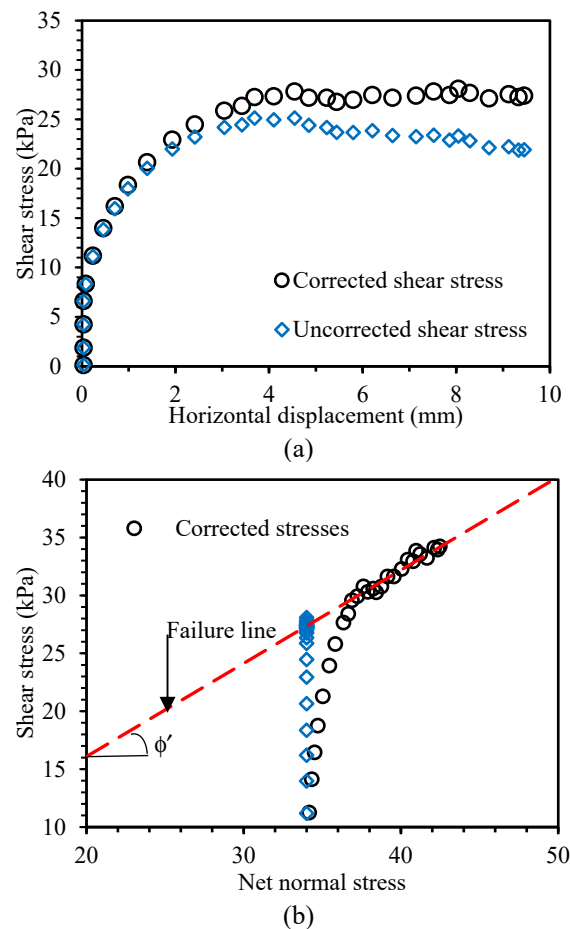 35
30
25
20
15
10
5
0
Shear stress (kPa)
Corrected shear stress
Uncorrected shear stress
0 2 4 6 8 10
Horizontal displacement (mm)
(a)
40
35
30
25
20
15
10
Shear stress (kPa)
Corrected stresses
Failure line
ϕ′
20 30 40 50
Net normal stress
(b)